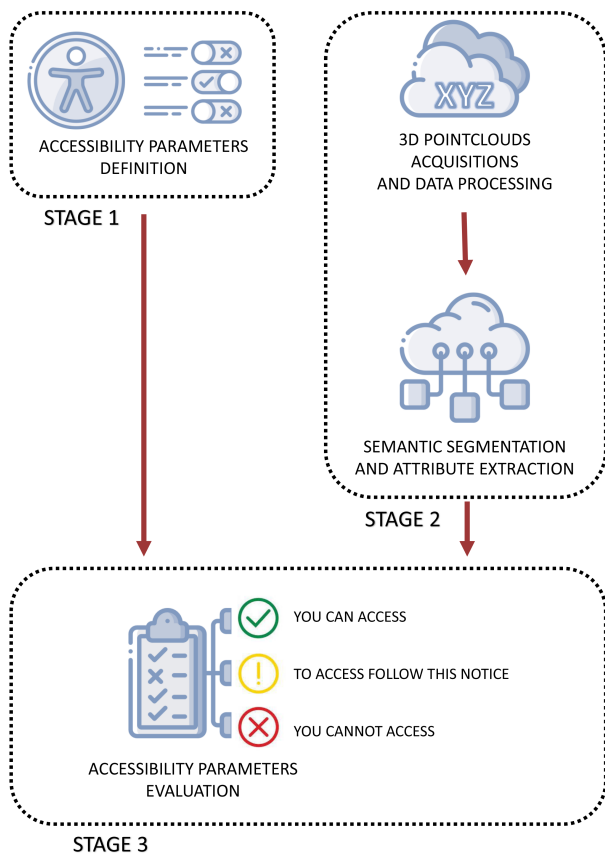 ACCESSIBILITY PARAMETERS
DEFINITION
STAGE 1
XYZ
3D POINTCLOUDS
ACQUISITIONS
AND DATA PROCESSING
SEMANTIC SEGMENTATION
AND ATTRIBUTE EXTRACTION
STAGE 2
YOU CAN ACCESS
TO ACCESS FOLLOW THIS NOTICE
YOU CANNOT ACCESS
ACCESSIBILITY PARAMETERS
EVALUATION
STAGE 3